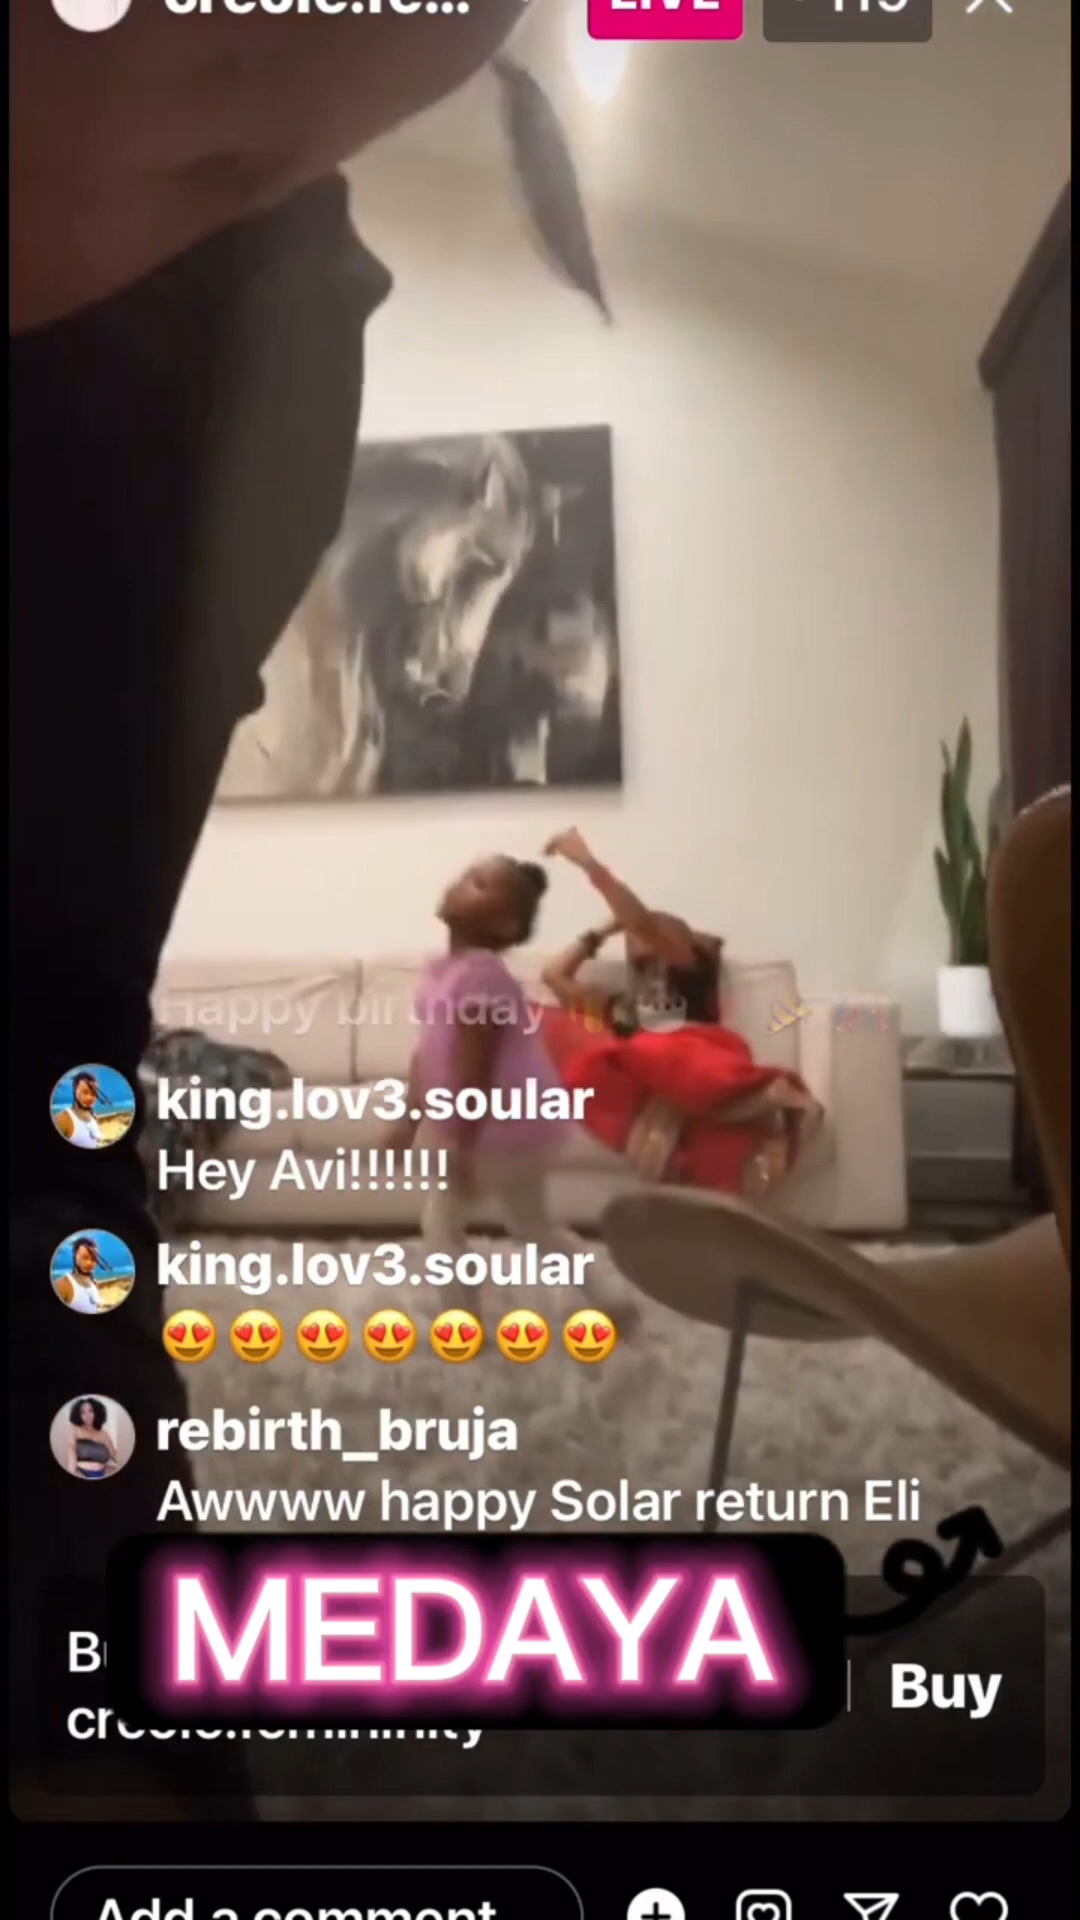 LIVE
Happy birthday
king.lov3.soular
Hey Avi!!!!!!
king.lov3.soular
😍😍😍😍😍😍😍
rebirth_bruja
Awwww happy Solar return Eli
MEDAYA
Buy
Add a comment